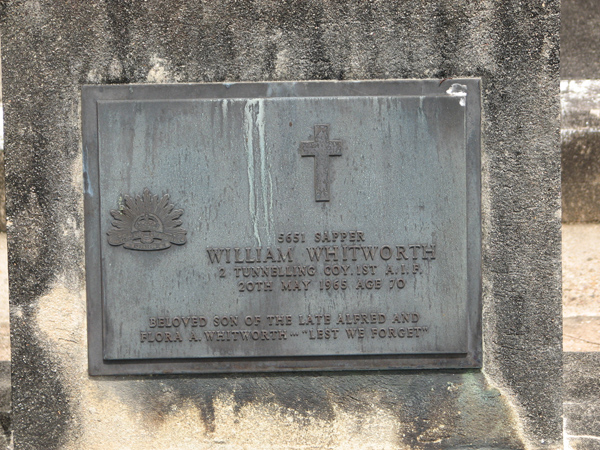 5651 SAPPER
WILLIAM WHITWORTH
2 TUNNELLING COY. 1ST A.I.F.
20TH MAY 1965 AGE 70
BELOVED SON OF THE LATE ALFRED AND
FLORA A. WHITWORTH – "LEST WE FORGET"